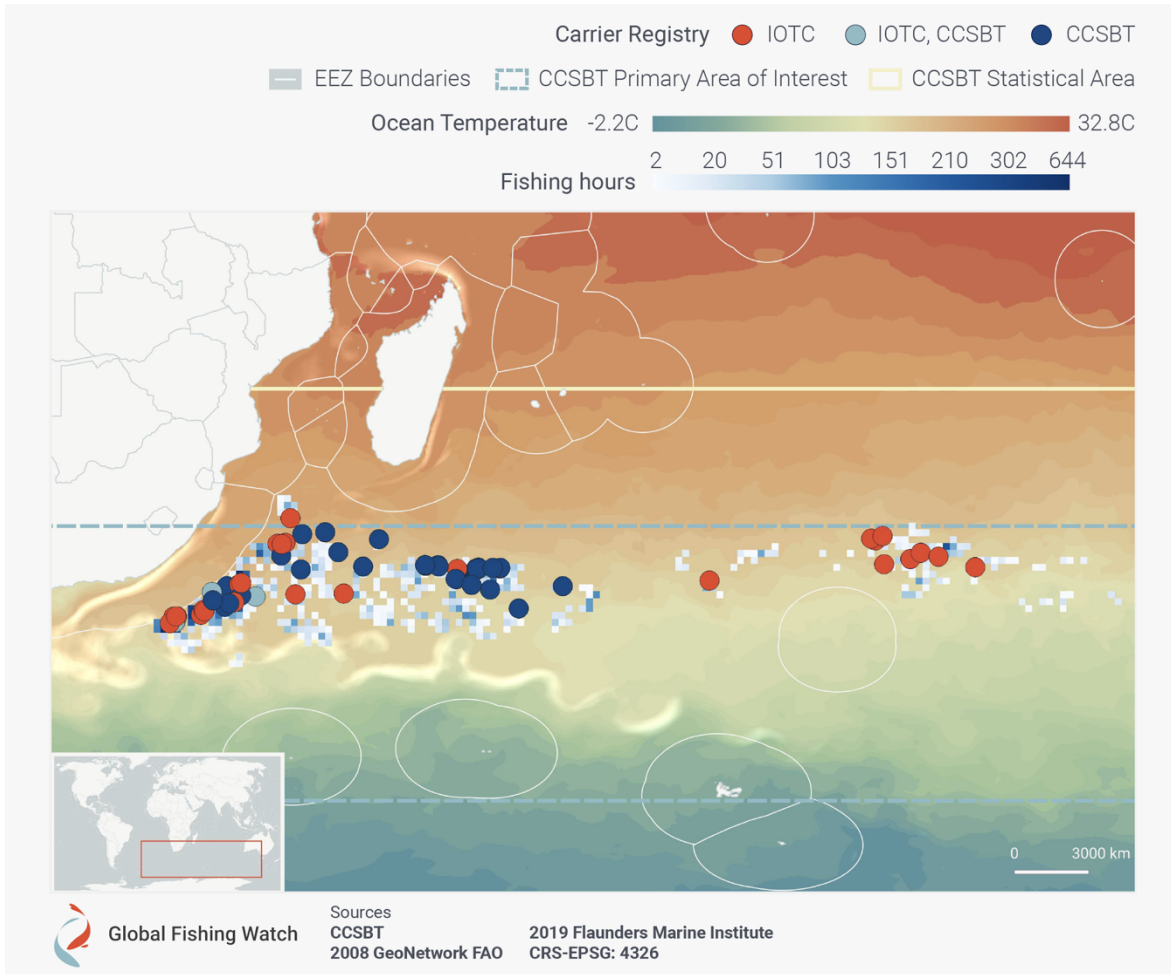 Carrier Registry IOTC IOTC, CCSBT CCSBT
EEZ Boundaries CCSBT Primary Area of Interest CCSBT Statistical Area
Ocean Temperature -2.2C 32.8C
2 20 51 103 151 210 302 644
Fishing hours
0 3000 km
Global Fishing Watch
Sources
CCSBT
2008 GeoNetwork FAO
2019 Flaunders Marine Institute
CRS-EPSG: 4326